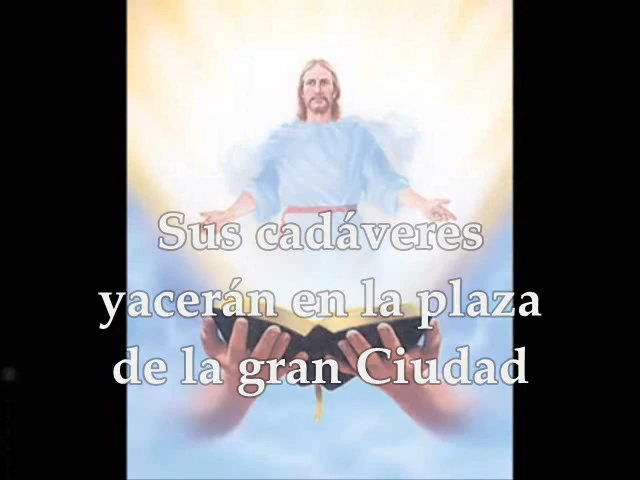 Sus cadáveres
yacerán en la plaza
de la gran Ciudad